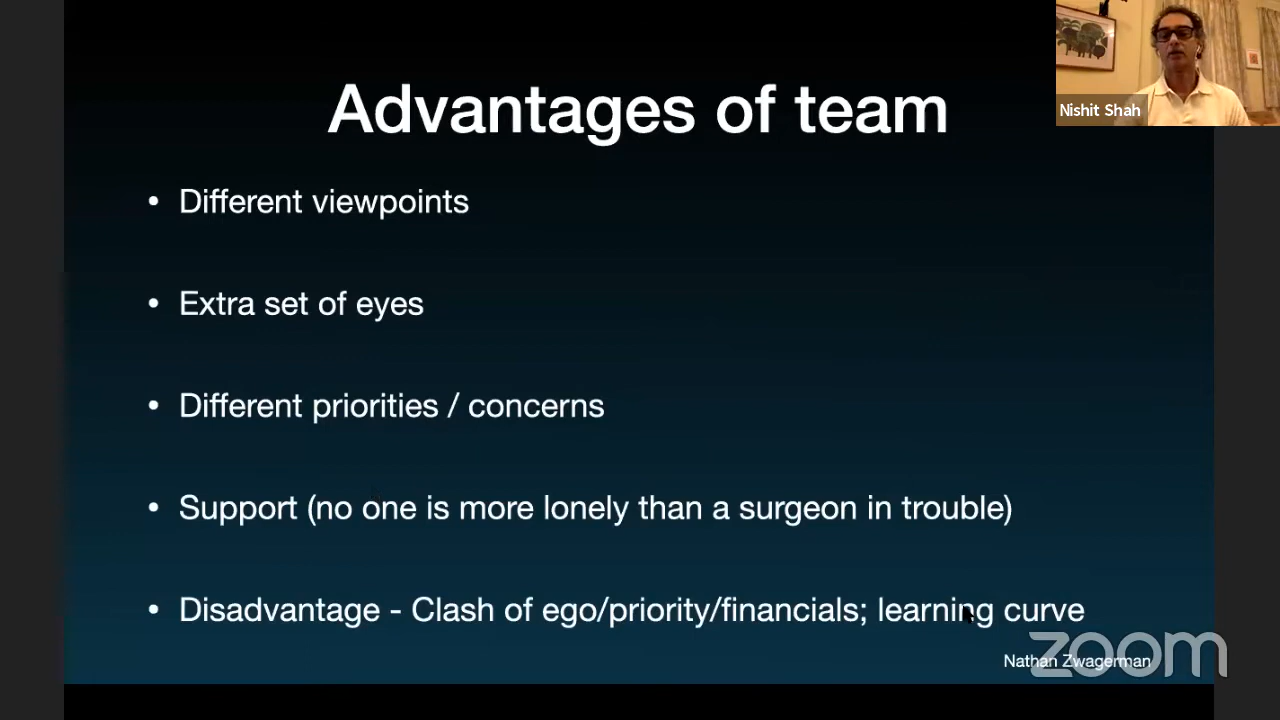 Advantages of team
Nishit Shah
• Different viewpoints
• Extra set of eyes
• Different priorities / concerns
• Support (no one is more lonely than a surgeon in trouble)
• Disadvantage - Clash of ego/priority/financials; learning curve
Nathan Zwagerman
zoom